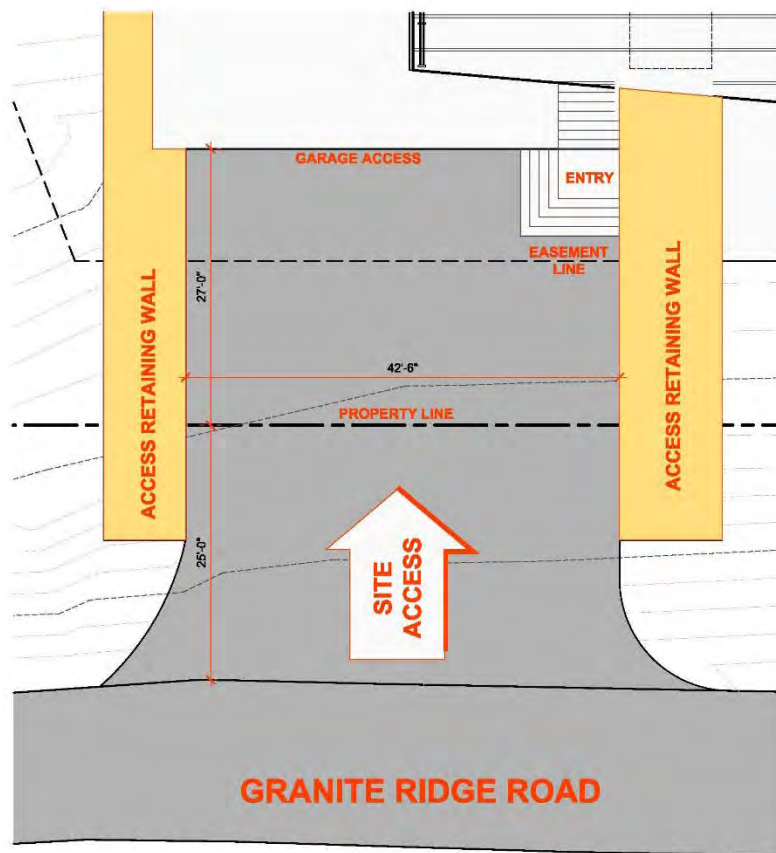 GARAGE ACCESS
ENTRY
EASEMENT
LINE
27'-0"
ACCESS RETAINING WALL
ACCESS RETAINING WALL
42'-6"
PROPERTY LINE
25'-0"
SITE
ACCESS
GRANITE RIDGE ROAD